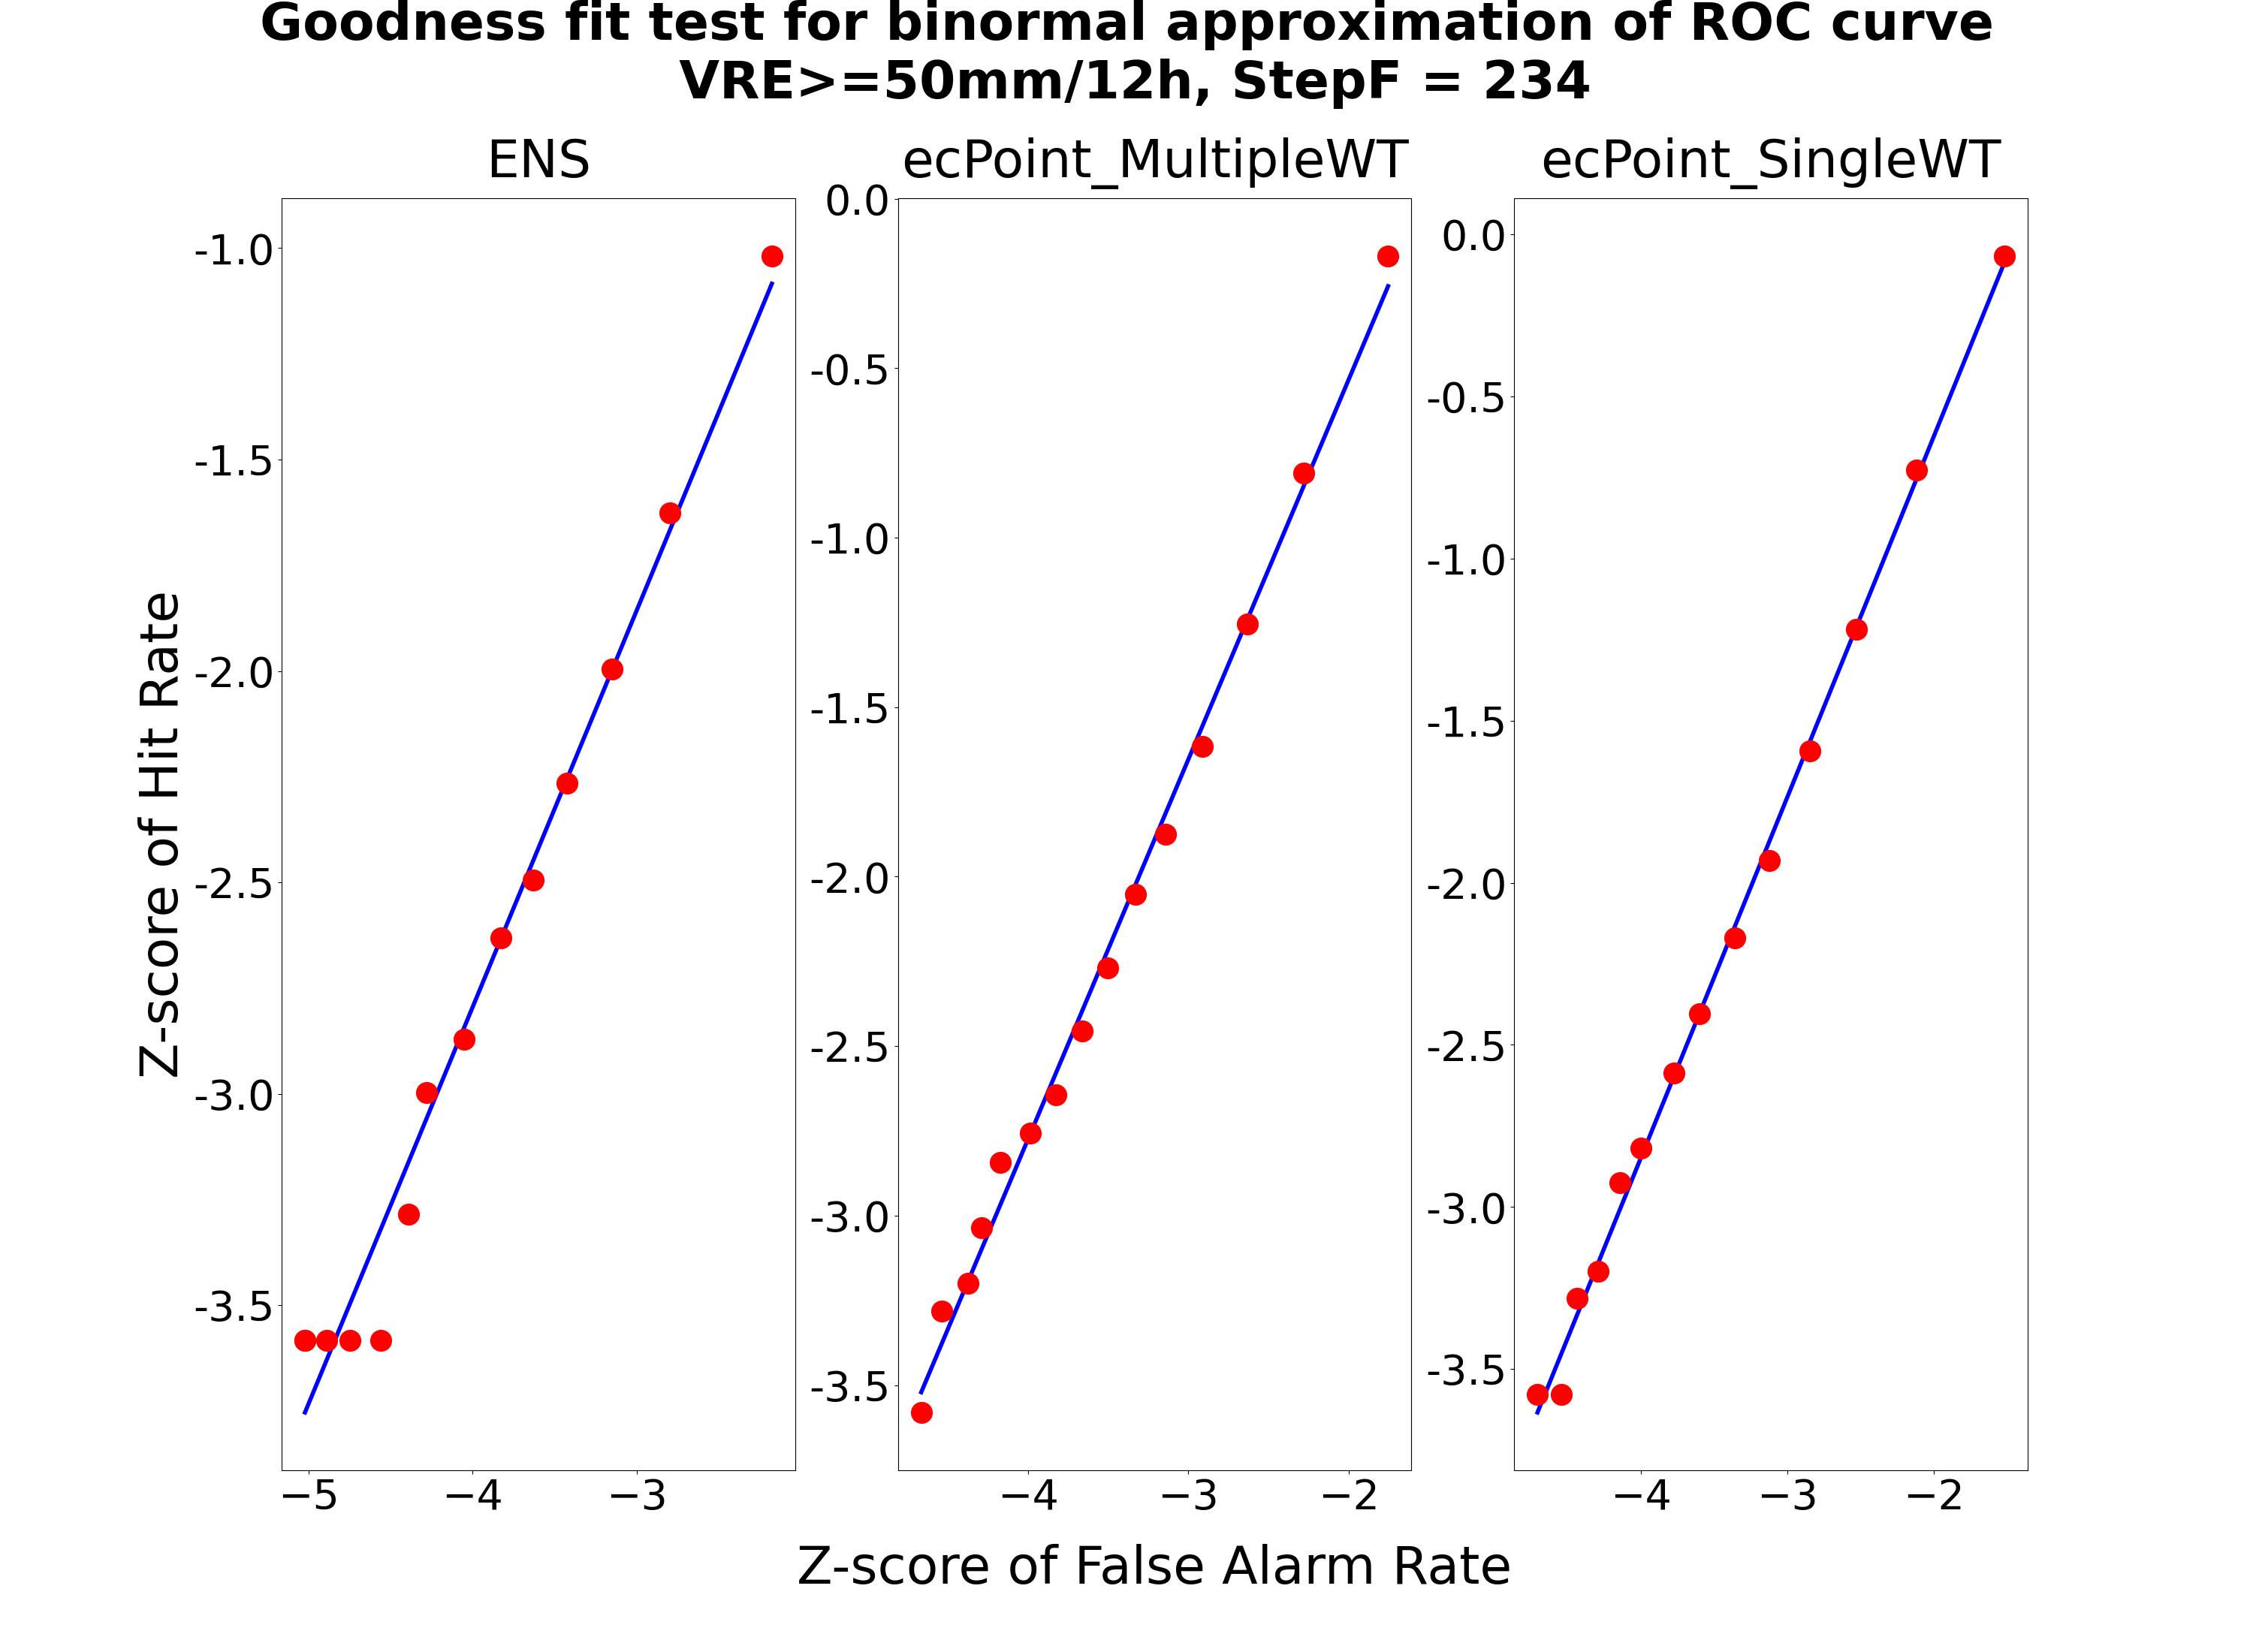 Goodness fit test for binormal approximation of ROC curve
VRE>=50mm/12h, StepF = 234
ENS
ecPoint_MultipleWT
ecPoint_SingleWT
Z-score of Hit Rate
-1.0
-1.5
-2.0
-2.5
-3.0
-3.5
0.0
-0.5
-1.0
-1.5
-2.0
-2.5
-3.0
-3.5
0.0
-0.5
-1.0
-1.5
-2.0
-2.5
-3.0
-3.5
−5 −4 −3
−4 −3 −2
−4 −3 −2
Z-score of False Alarm Rate